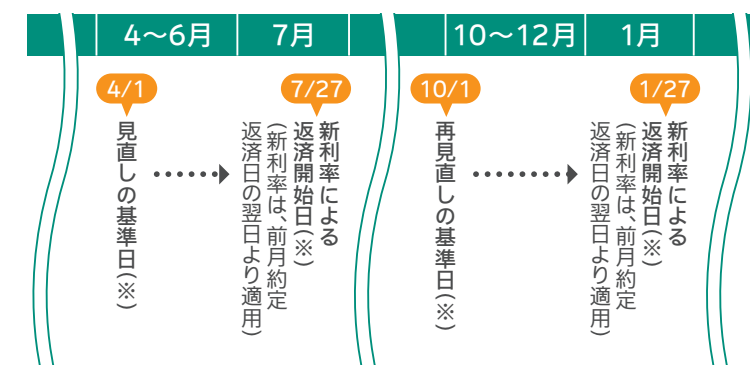 4～6月
7月
10～12月
1月
4/1
見直しの基準日(※)
7/27
新利率による
返済開始日(※)
(新利率は、前月約定
返済日の翌日より適用)
10/1
再見直しの基準日(※)
1/27
新利率による
返済開始日(※)
(新利率は、前月約定
返済日の翌日より適用)